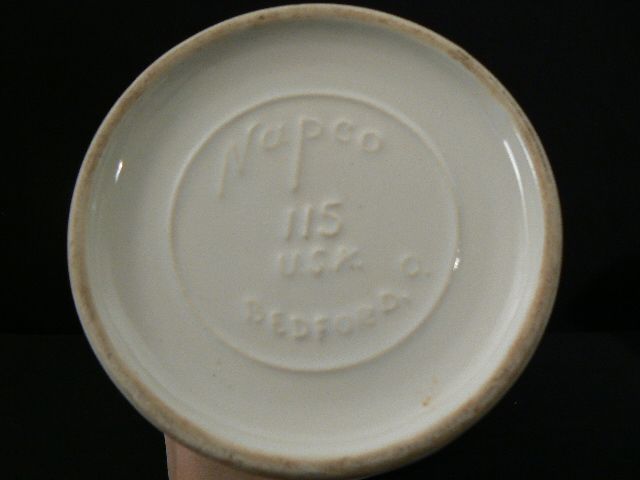 Napco
115
U.S.A.
BEDFORD, O.